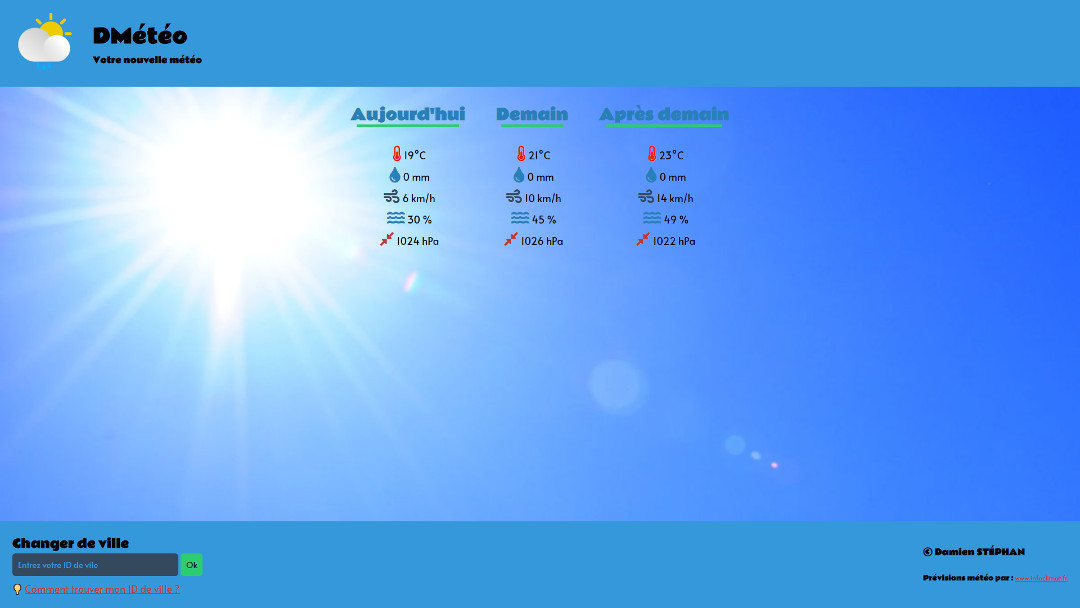 DMétéo
Votre nouvelle météo
Aujourd'hui
19°C
0 mm
6 km/h
30 %
1024 hPa
Demain
21°C
0 mm
10 km/h
45 %
1026 hPa
Après demain
23°C
0 mm
14 km/h
49 %
1022 hPa
Changer de ville
Entrez votre ID de vile
Ok
Comment trouver mon ID de ville ?
© Damien STÉPHAN
Prévisions météo par :